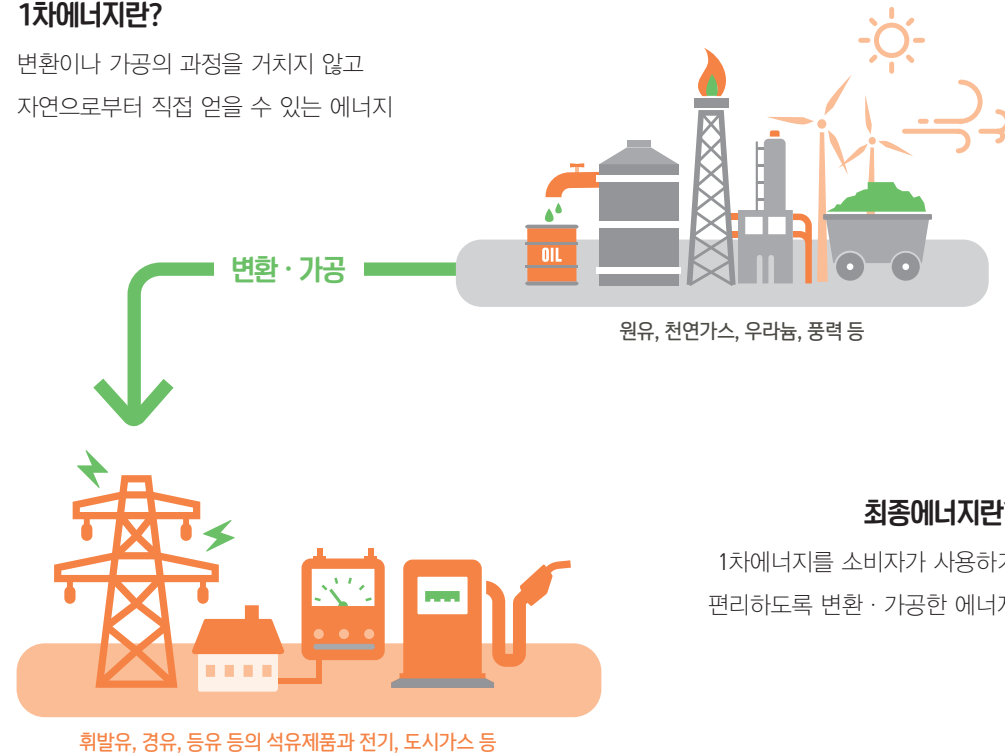 1차에너지란?
변환이나 가공의 과정을 거치지 않고
자연으로부터 직접 얻을 수 있는 에너지
OIL
변환 · 가공
원유, 천연가스, 우라늄, 풍력 등
최종에너지란
1차에너지를 소비자가 사용하기
편리하도록 변환 · 가공한 에너지
휘발유, 경유, 등유 등의 석유제품과 전기, 도시가스 등